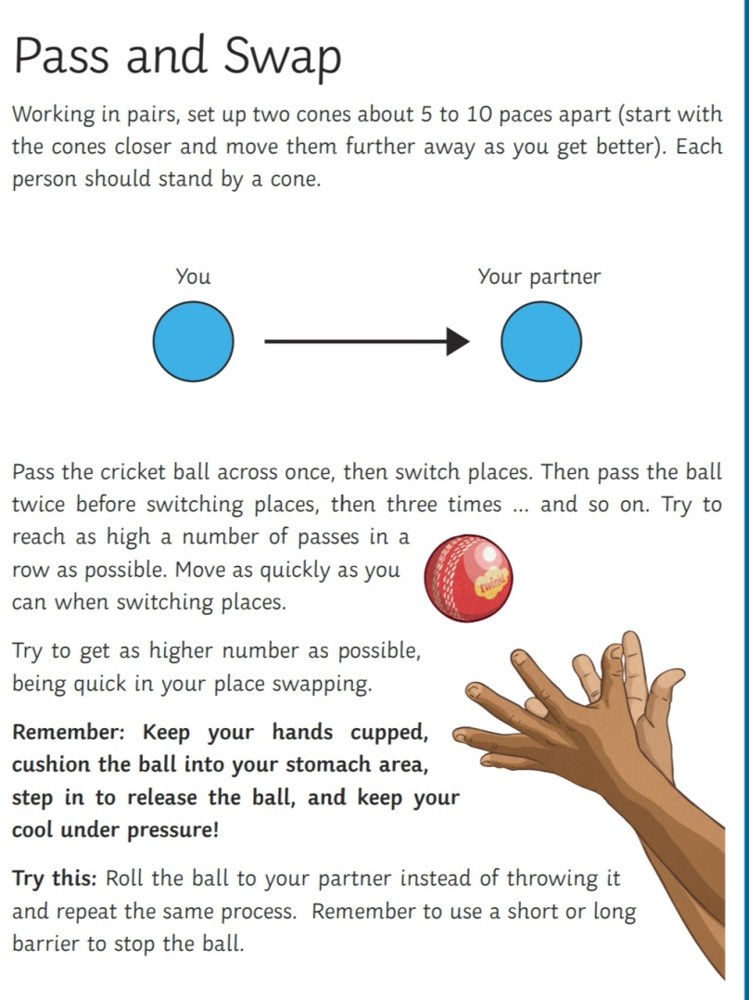 Pass and Swap
Working in pairs, set up two cones about 5 to 10 paces apart (start with
the cones closer and move them further away as you get better). Each
person should stand by a cone.
You
Your partner
Pass the cricket ball across once, then switch places. Then pass the ball
twice before switching places, then three times ... and so on. Try to
reach as high a number of passes in a
row as possible. Move as quickly as you
can when switching places.
twinkl
Try to get as higher number as possible,
being quick in your place swapping.
Remember: Keep your hands cupped,
cushion the ball into your stomach area,
step in to release the ball, and keep your
cool under pressure!
Try this: Roll the ball to your partner instead of throwing it
and repeat the same process. Remember to use a short or long
barrier to stop the ball.